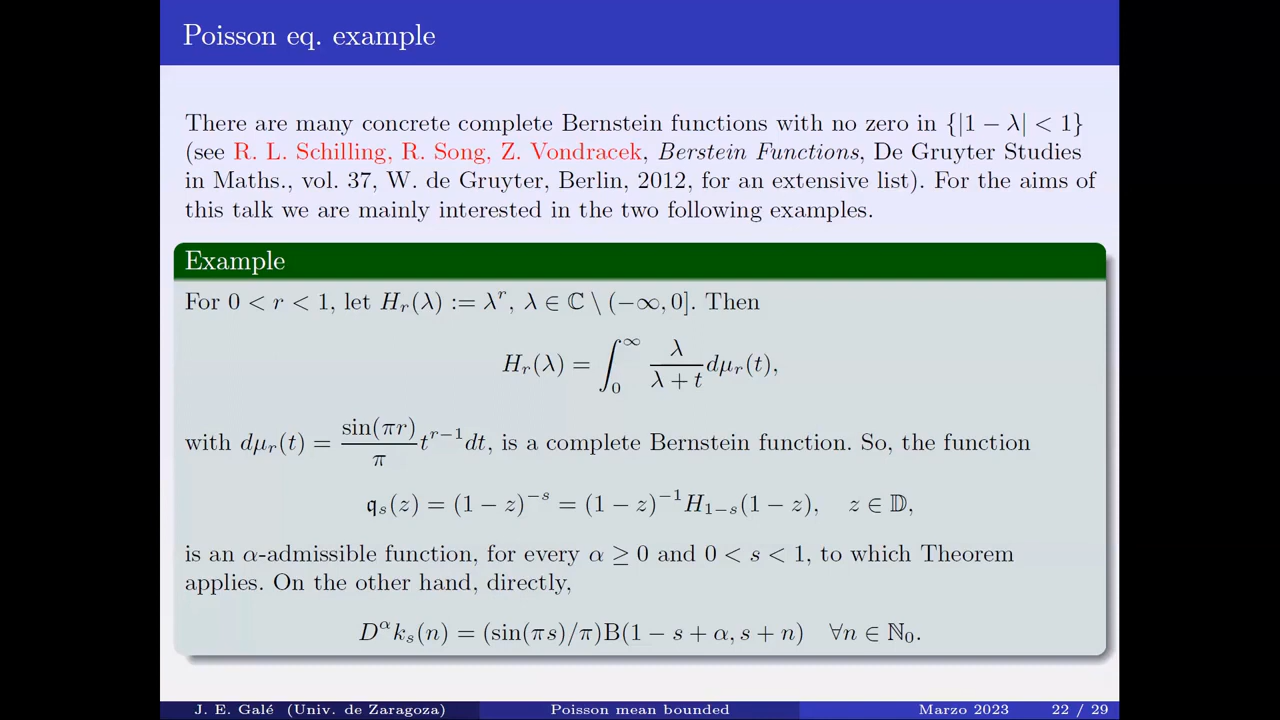 Poisson eq. example
There are many concrete complete Bernstein functions with no zero in {|1 − λ| < 1}
(see R. L. Schilling, R. Song, Z. Vondracek, Berstein Functions, De Gruyter Studies
in Maths., vol. 37, W. de Gruyter, Berlin, 2012, for an extensive list). For the aims of
this talk we are mainly interested in the two following examples.
Example
For 0 < r < 1, let H_r(λ) := λ^r, λ ∈ ℂ \ (−∞, 0]. Then
H_r(λ) = ∫_0^∞ λ/(λ + t) dμ_r(t),
with dμ_r(t) = sin(πr)/π t^{r−1}dt, is a complete Bernstein function. So, the function
𝔮_s(z) = (1 − z)^{−s} = (1 − z)^{−1}H_{1−s}(1 − z), z ∈ 𝔻,
is an α-admissible function, for every α ≥ 0 and 0 < s < 1, to which Theorem
applies. On the other hand, directly,
D^α k_s(n) = (sin(πs)/π)B(1 − s + α, s + n) ∀n ∈ ℕ_0.
J. E. Galé (Univ. de Zaragoza) Poisson mean bounded Marzo 2023 22 / 29